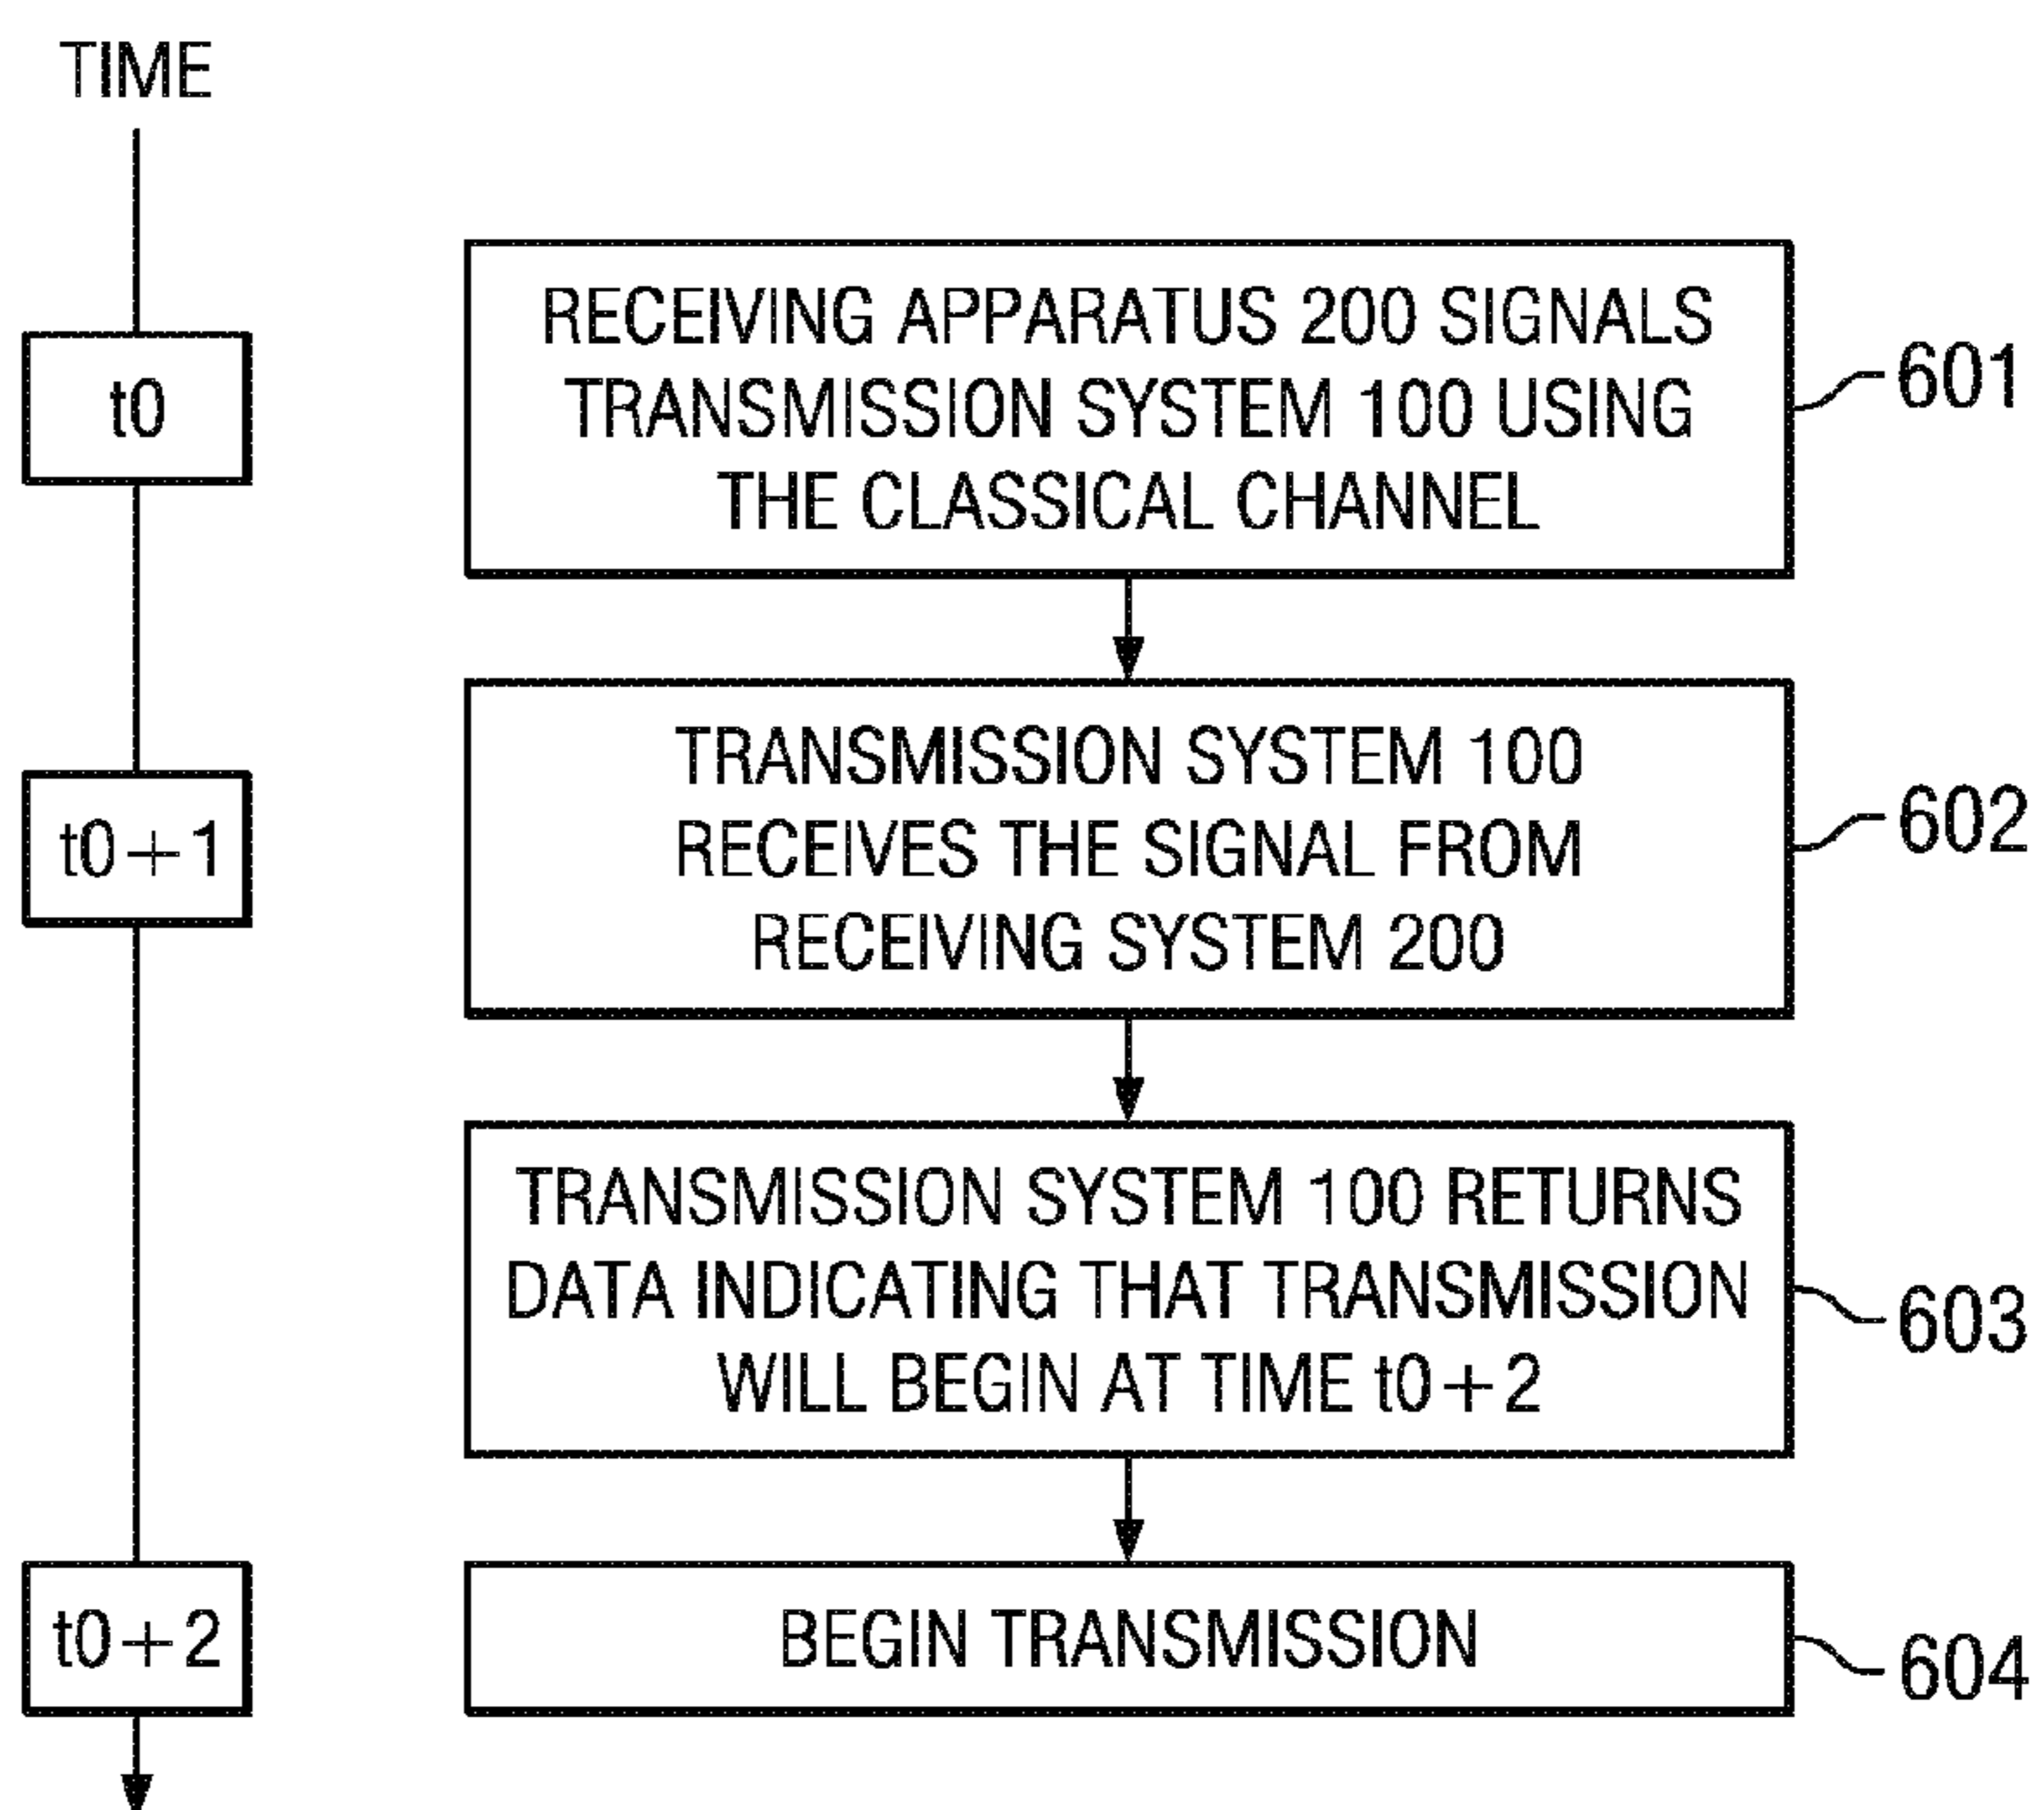 TIME
t0
RECEIVING APPARATUS 200 SIGNALS
TRANSMISSION SYSTEM 100 USING
THE CLASSICAL CHANNEL
601
t0+1
TRANSMISSION SYSTEM 100
RECEIVES THE SIGNAL FROM
RECEIVING SYSTEM 200
602
TRANSMISSION SYSTEM 100 RETURNS
DATA INDICATING THAT TRANSMISSION
WILL BEGIN AT TIME t0+2
603
t0+2
BEGIN TRANSMISSION
604